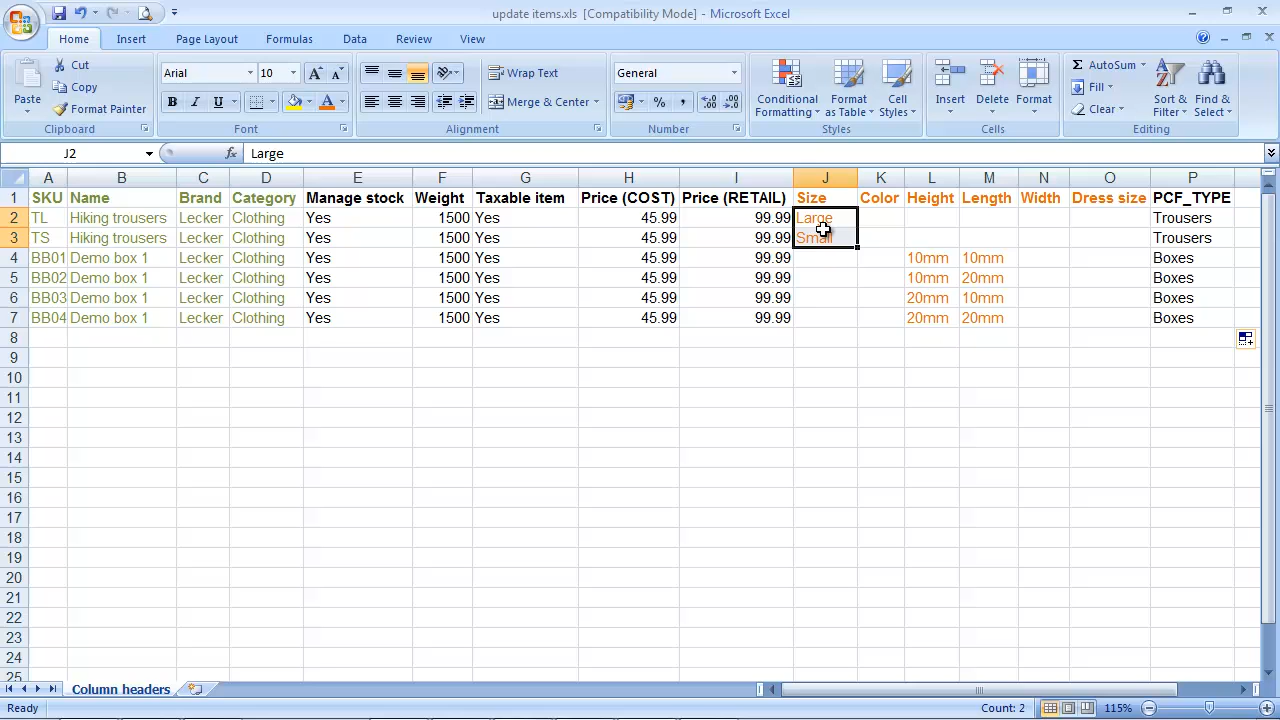 update items.xls [Compatibility Mode] - Microsoft Excel
Home Insert Page Layout Formulas Data Review View
Cut Arial 10 Wrap Text General AutoSum
Copy Fill
Paste Format Painter B I U Merge & Center % , Conditional Formatting Format as Table Cell Styles Insert Delete Format Clear Sort & Filter Find & Select
Clipboard Font Alignment Number Styles Cells Editing
J2 fx Large
A B C D E F G H I J K L M N O P
1 SKU Name Brand Category Manage stock Weight Taxable item Price (COST) Price (RETAIL) Size Color Height Length Width Dress size PCF_TYPE
2 TL Hiking trousers Lecker Clothing Yes 1500 Yes 45.99 99.99 Large Trousers
3 TS Hiking trousers Lecker Clothing Yes 1500 Yes 45.99 99.99 Small Trousers
4 BB01 Demo box 1 Lecker Clothing Yes 1500 Yes 45.99 99.99 10mm 10mm Boxes
5 BB02 Demo box 1 Lecker Clothing Yes 1500 Yes 45.99 99.99 10mm 20mm Boxes
6 BB03 Demo box 1 Lecker Clothing Yes 1500 Yes 45.99 99.99 20mm 10mm Boxes
7 BB04 Demo box 1 Lecker Clothing Yes 1500 Yes 45.99 99.99 20mm 20mm Boxes
8
9
10
11
12
13
14
15
16
17
18
19
20
21
22
23
24
25
Column headers
Ready Count: 2 115%